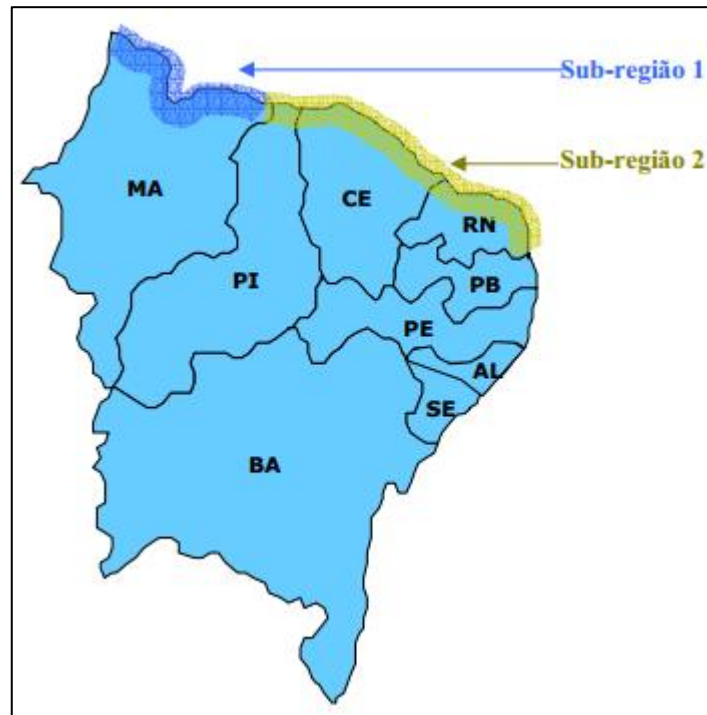 Sub-região 1
Sub-região 2
MA
CE
RN
PI
PB
PE
AL
SE
BA